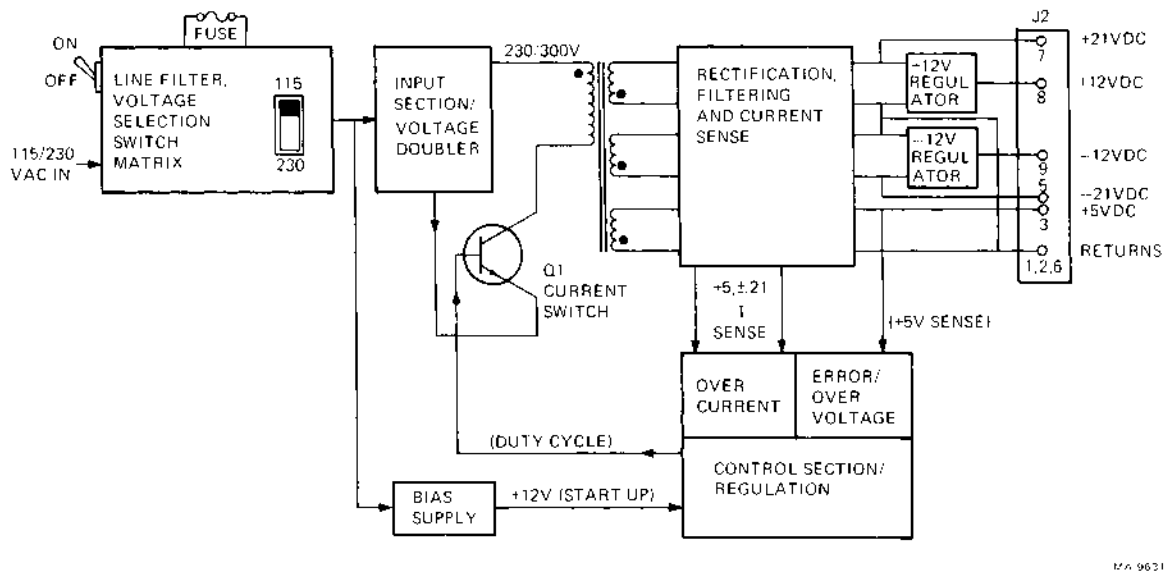 FUSE
ON
OFF
LINE FILTER,
VOLTAGE
SELECTION
SWITCH
MATRIX
115
230
115/230
VAC IN
INPUT
SECTION/
VOLTAGE
DOUBLER
230/300V
Q1
CURRENT
SWITCH
RECTIFICATION,
FILTERING
AND CURRENT
SENSE
+5,±21
I
SENSE
(+5V SENSE)
–12V
REGUL
ATOR
–12V
REGUL
ATOR
J2
7
+21VDC
8
+12VDC
9
–12VDC
5
–21VDC
+5VDC
3
RETURNS
1,2,6
OVER
CURRENT
ERROR/
OVER
VOLTAGE
CONTROL SECTION/
REGULATION
(DUTY CYCLE)
BIAS
SUPPLY
+12V (START UP)
MA 9631